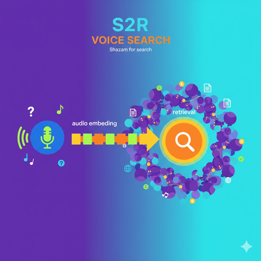 S2R
VOICE SEARCH
Shazam for search
? 
retrieval
audio embeding
?